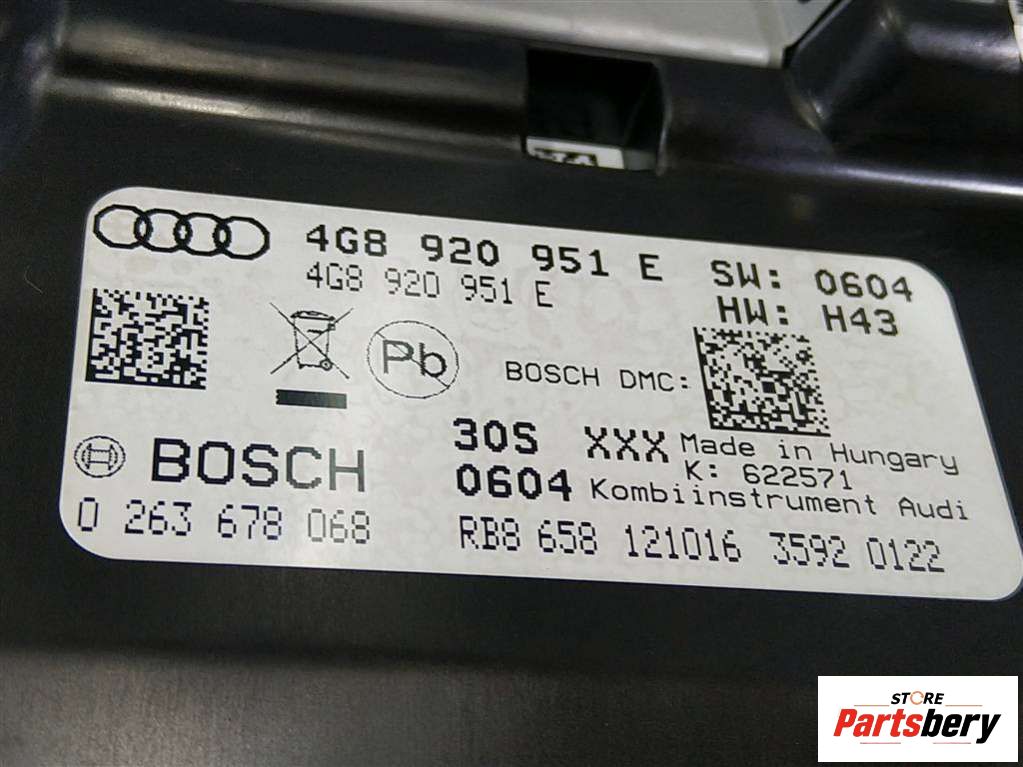 4G8 920 951 E SW: 0604
4G8 920 951 E HW: H43
Pb BOSCH DMC:
BOSCH 30S XXX Made in Hungary
K: 622571
0604 Kombiinstrument Audi
0 263 678 068 RB8 658 121016 3592 0122
STORE
Partsbery